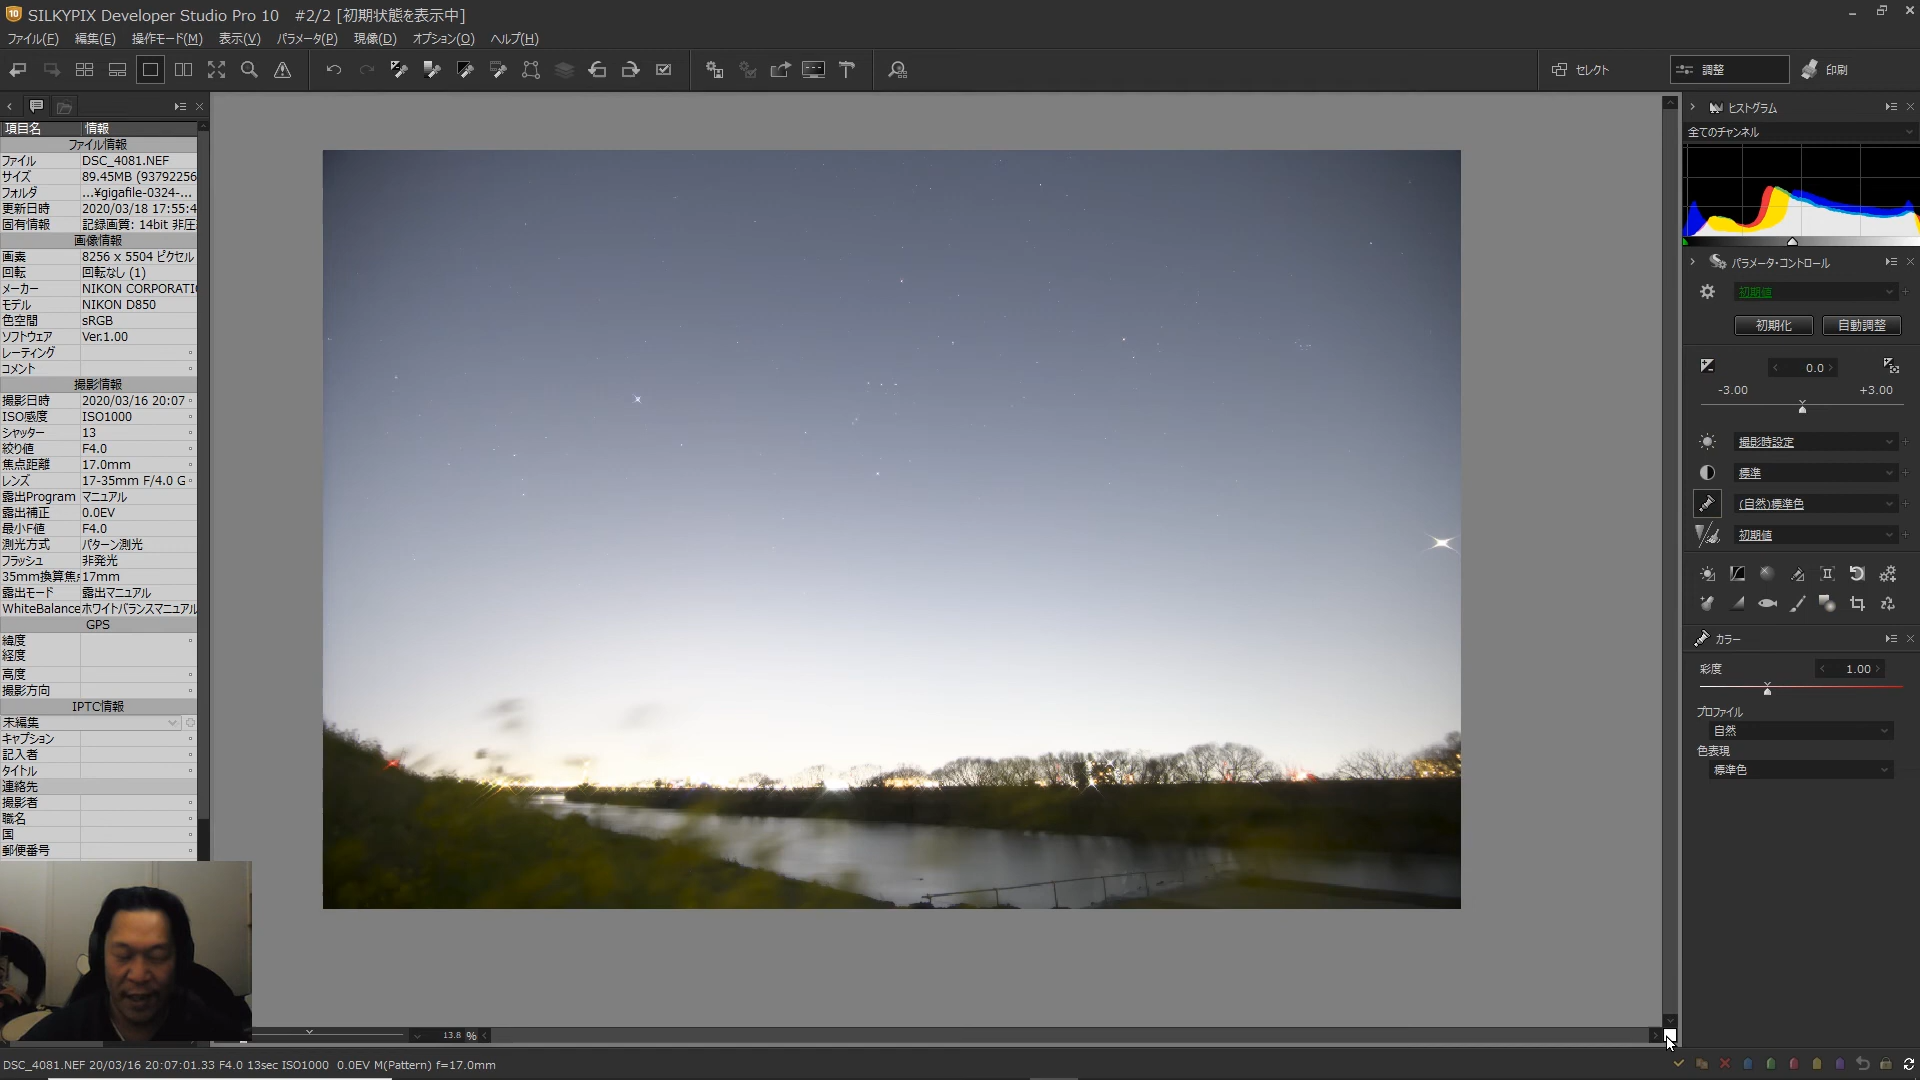 SILKYPIX Developer Studio Pro 10 #2/2 [初期状態を表示中]
ファイル(F) 編集(E) 操作モード(M) 表示(V) パラメータ(P) 現像(D) オプション(O) ヘルプ(H)
セレクト 調整 印刷
項目名 情報
ファイル情報
ファイル DSC_4081.NEF
サイズ 89.45MB (93792256
フォルダ ...¥gigafile-0324-...
更新日時 2020/03/18 17:55:4
固有情報 記録画質: 14bit 非圧
画像情報
画素 8256 x 5504 ピクセル
回転 回転なし (1)
メーカー NIKON CORPORATI
モデル NIKON D850
色空間 sRGB
ソフトウェア Ver.1.00
レーティング
コメント
撮影情報
撮影日時 2020/03/16 20:07
ISO感度 ISO1000
シャッター 13
絞り値 F4.0
焦点距離 17.0mm
レンズ 17-35mm F/4.0 G
露出Program マニュアル
露出補正 0.0EV
最小F値 F4.0
測光方式 パターン測光
フラッシュ 非発光
35mm換算焦 17mm
露出モード 露出マニュアル
WhiteBalance ホワイトバランスマニュアル
GPS
緯度
経度
高度
撮影方向
IPTC情報
未編集
キャプション
記入者
タイトル
連絡先
撮影者
職名
国
郵便番号
13.8 %
DSC_4081.NEF 20/03/16 20:07:01.33 F4.0 13sec ISO1000 0.0EV M(Pattern) f=17.0mm
ヒストグラム
全てのチャンネル
パラメータ・コントロール
初期値
初期化 自動調整
0.0
-3.00 +3.00
撮影時設定
標準
(自然)標準色
初期値
カラー
彩度 1.00
プロファイル
自然
色表現
標準色